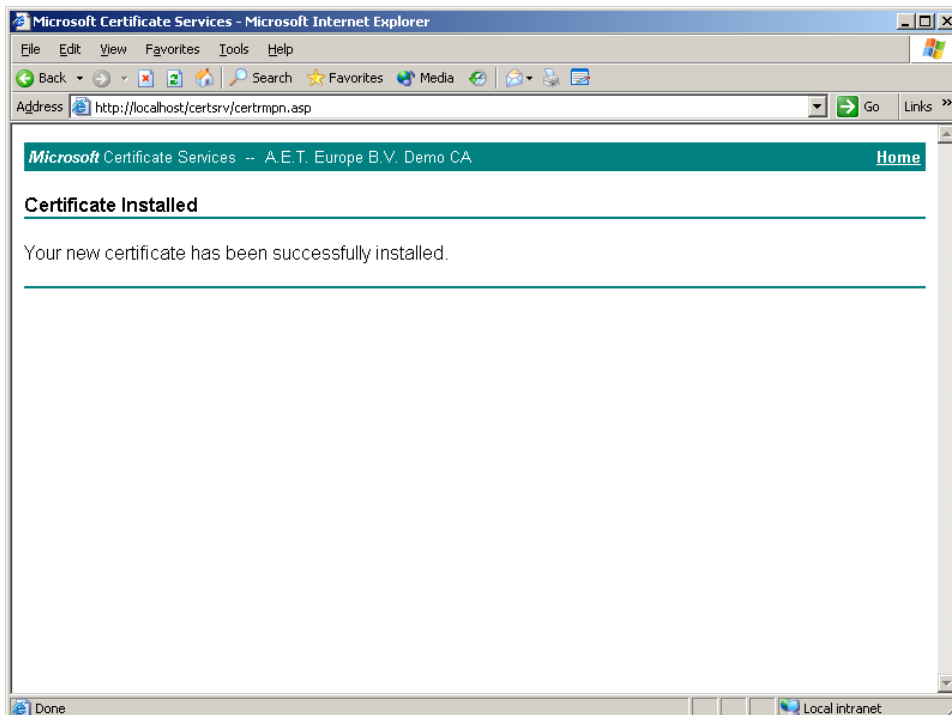 Microsoft Certificate Services - Microsoft Internet Explorer
File Edit View Favorites Tools Help
Back Search Favorites Media
Address http://localhost/certsrv/certrmpn.asp Go Links »
Microsoft Certificate Services -- A.E.T. Europe B.V. Demo CA Home
Certificate Installed
Your new certificate has been successfully installed.
Done Local intranet